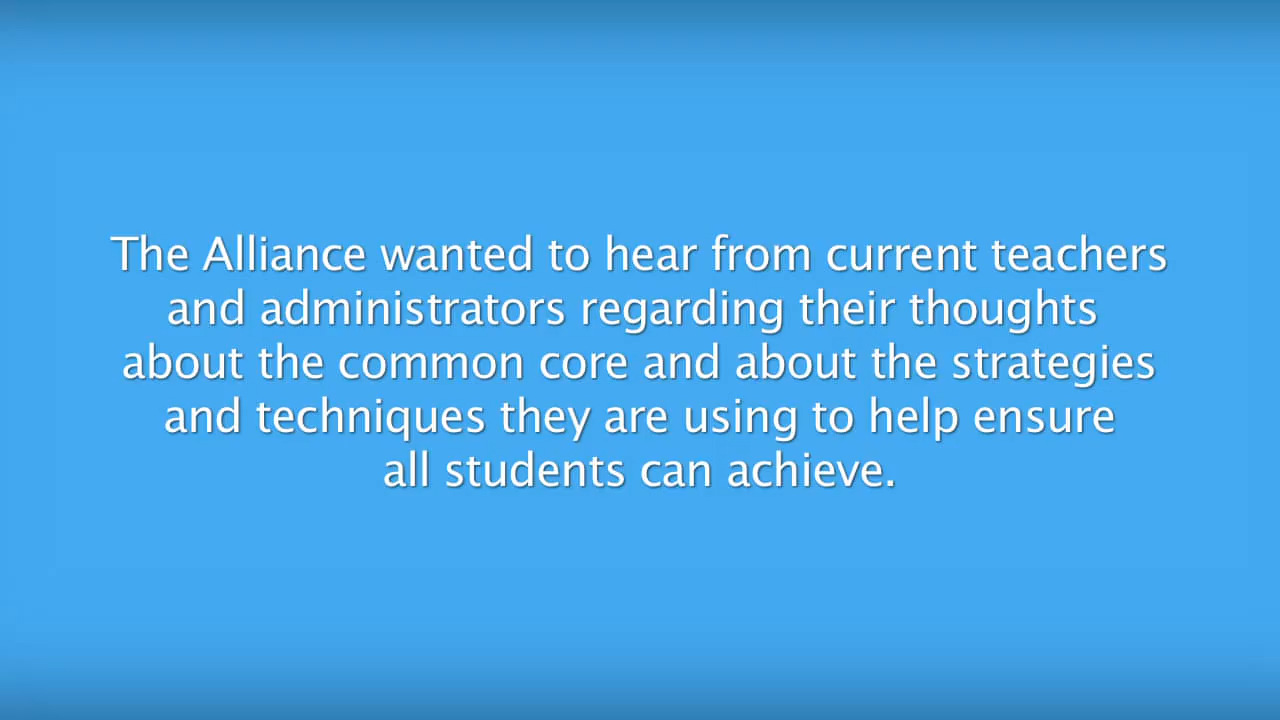 The Alliance wanted to hear from current teachers
and administrators regarding their thoughts
about the common core and about the strategies
and techniques they are using to help ensure
all students can achieve.